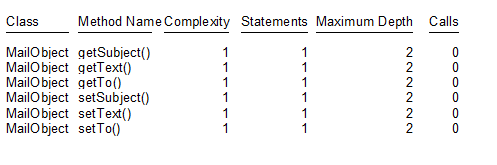 Class Method Name Complexity Statements Maximum Depth Calls
MailObject getSubject() 1 1 2 0
MailObject getText() 1 1 2 0
MailObject getTo() 1 1 2 0
MailObject setSubject() 1 1 2 0
MailObject setText() 1 1 2 0
MailObject setTo() 1 1 2 0